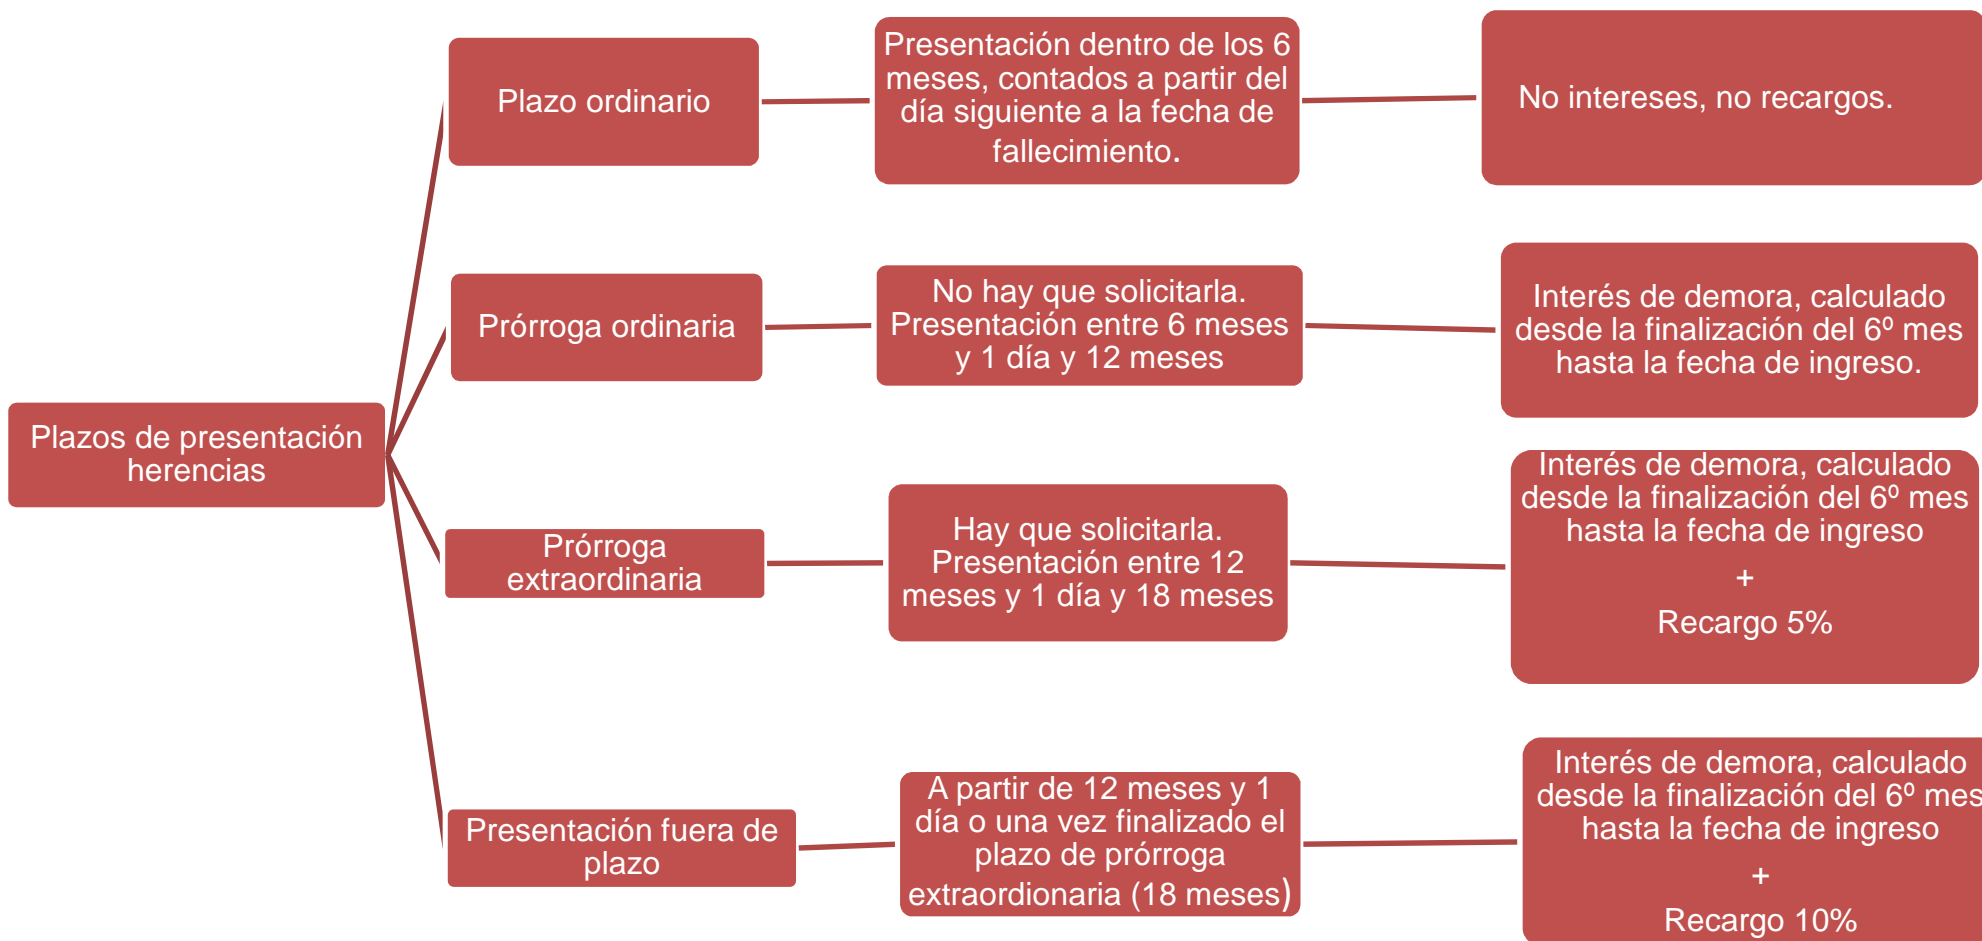 Plazos de presentación
herencias
Plazo ordinario
Presentación dentro de los 6
meses, contados a partir del
día siguiente a la fecha de
fallecimiento.
No intereses, no recargos.
Prórroga ordinaria
No hay que solicitarla.
Presentación entre 6 meses
y 1 día y 12 meses
Interés de demora, calculado
desde la finalización del 6º mes
hasta la fecha de ingreso.
Prórroga
extraordinaria
Hay que solicitarla.
Presentación entre 12
meses y 1 día y 18 meses
Interés de demora, calculado
desde la finalización del 6º mes
hasta la fecha de ingreso
+
Recargo 5%
Presentación fuera de
plazo
A partir de 12 meses y 1
día o una vez finalizado el
plazo de prórroga
extraordionaria (18 meses)
Interés de demora, calculado
desde la finalización del 6º mes
hasta la fecha de ingreso
+
Recargo 10%